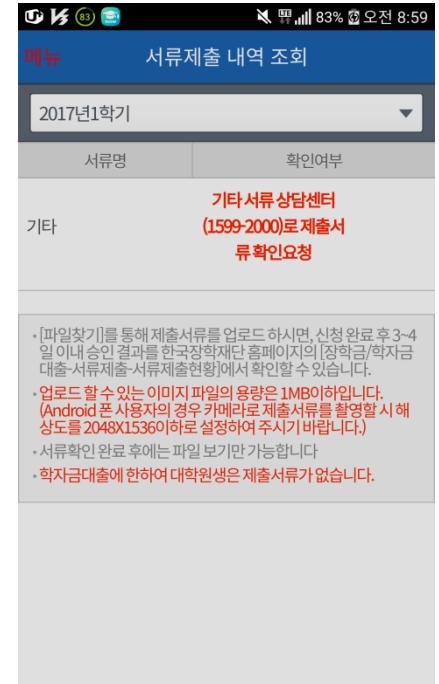 83 83% 오전 8:59
메뉴 서류제출 내역 조회
2017년1학기
서류명 확인여부
기타 서류 상담센터
기타 (1599-2000)로 제출서
류 확인요청
· [파일찾기]를 통해 제출서류를 업로드 하시면, 신청 완료 후 3~4
일 이내 승인 결과를 한국장학재단 홈페이지의 [장학금/학자금
대출-서류제출-서류제출현황]에서 확인할 수 있습니다.
· 업로드 할 수 있는 이미지 파일의 용량은 1MB이하입니다.
(Android 폰 사용자의 경우 카메라로 제출서류를 촬영할 시 해
상도를 2048X1536이하로 설정하여 주시기 바랍니다.)
· 서류확인 완료 후에는 파일 보기만 가능합니다
· 학자금대출에 한하여 대학원생은 제출서류가 없습니다.